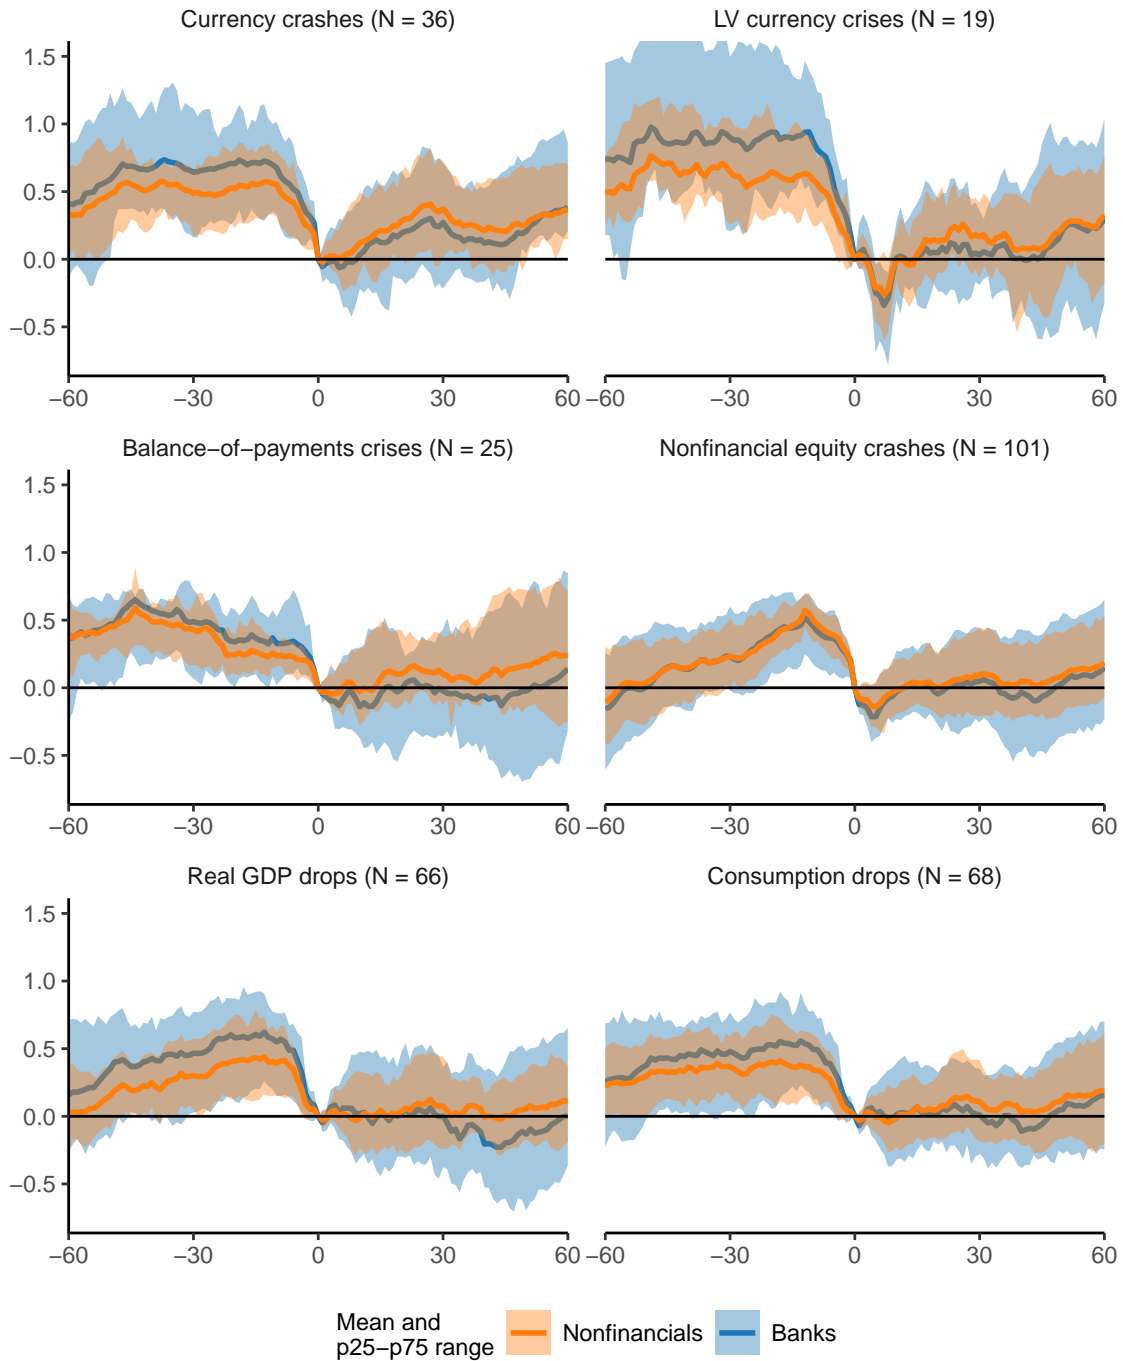 Currency crashes (N = 36)
LV currency crises (N = 19)
1.5
1.0
0.5
0.0
−0.5
−60 −30 0 30 60
−60 −30 0 30 60
Balance−of−payments crises (N = 25)
Nonfinancial equity crashes (N = 101)
1.5
1.0
0.5
0.0
−0.5
−60 −30 0 30 60
−60 −30 0 30 60
Real GDP drops (N = 66)
Consumption drops (N = 68)
1.5
1.0
0.5
0.0
−0.5
−60 −30 0 30 60
−60 −30 0 30 60
Mean and
p25−p75 range
Nonfinancials
Banks